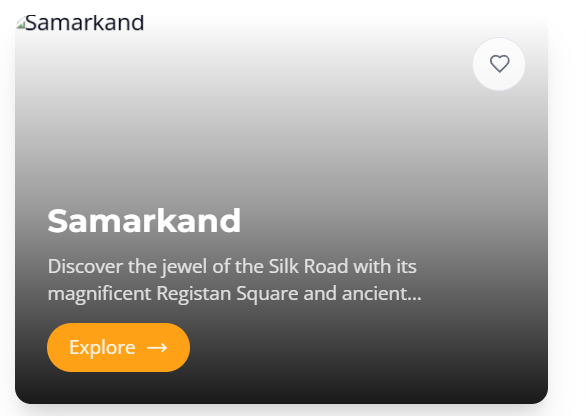 Samarkand
Samarkand
Discover the jewel of the Silk Road with its
magnificent Registan Square and ancient...
Explore →